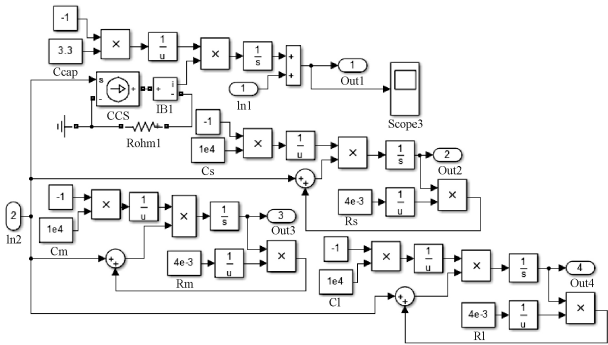 -1
3.3
Ccap
×
1
u
×
1
s
+
+
1
Out1
1
In1
Scope3
s
+
-
CCS
+
i
-
IB1
Rohm1
-1
1e4
Cs
×
1
u
×
1
s
2
Out2
+
+
4e-3
Rs
1
u
×
-1
1e4
Cm
×
1
u
×
1
s
3
Out3
2
In2
+
+
4e-3
Rm
1
u
×
-1
1e4
Cl
×
1
u
×
1
s
4
Out4
+
+
4e-3
Rl
1
u
×